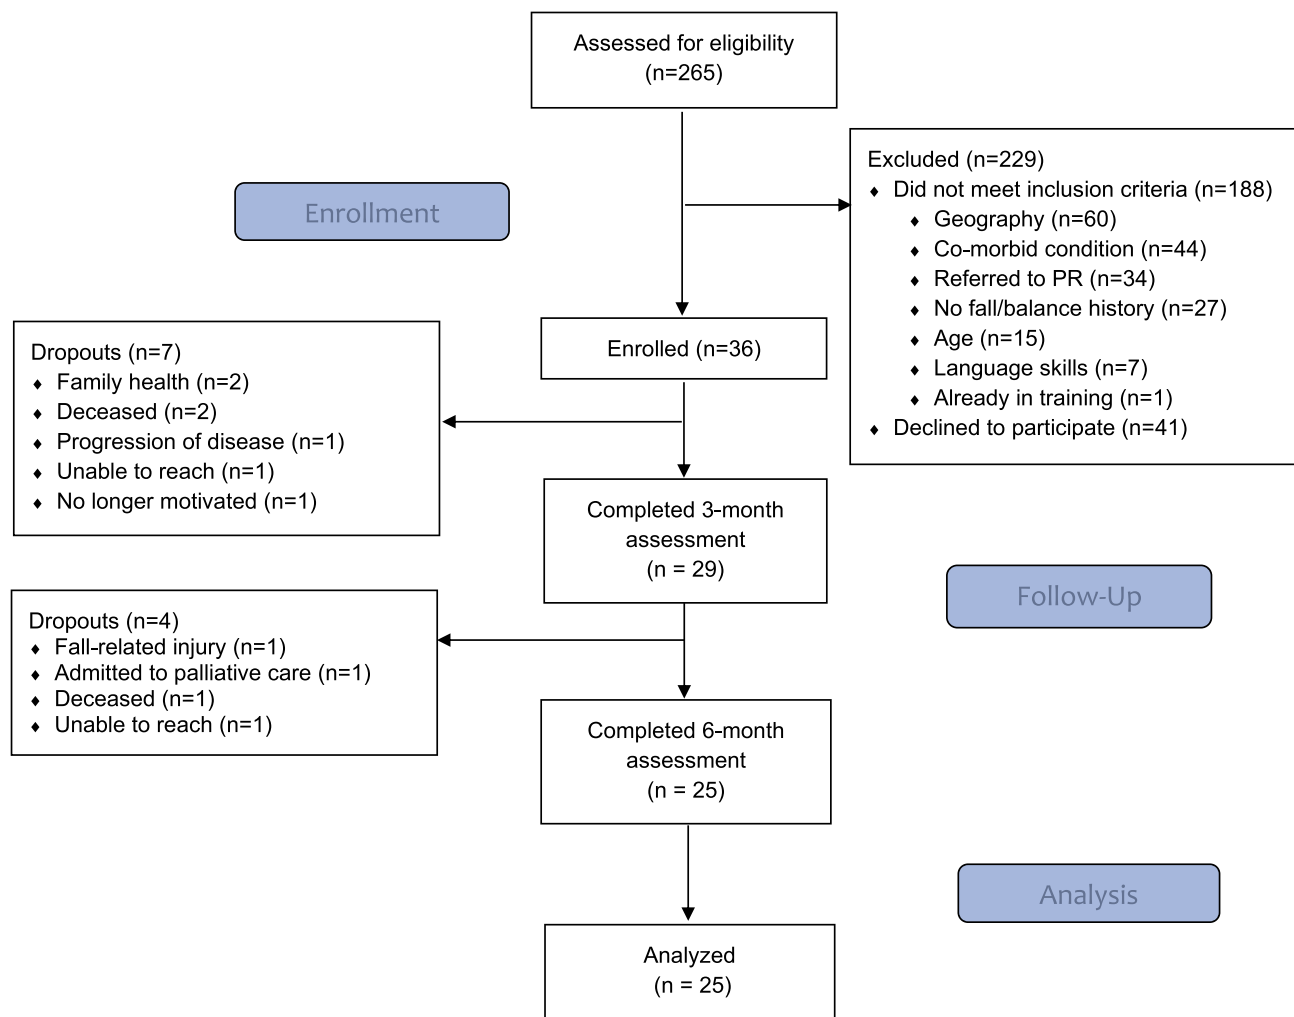 Assessed for eligibility
(n=265)
Excluded (n=229)
♦ Did not meet inclusion criteria (n=188)
♦ Geography (n=60)
♦ Co-morbid condition (n=44)
♦ Referred to PR (n=34)
♦ No fall/balance history (n=27)
♦ Age (n=15)
♦ Language skills (n=7)
♦ Already in training (n=1)
♦ Declined to participate (n=41)
Enrollment
Enrolled (n=36)
Dropouts (n=7)
♦ Family health (n=2)
♦ Deceased (n=2)
♦ Progression of disease (n=1)
♦ Unable to reach (n=1)
♦ No longer motivated (n=1)
Completed 3-month
assessment
(n = 29)
Follow-Up
Dropouts (n=4)
♦ Fall-related injury (n=1)
♦ Admitted to palliative care (n=1)
♦ Deceased (n=1)
♦ Unable to reach (n=1)
Completed 6-month
assessment
(n = 25)
Analysis
Analyzed
(n = 25)